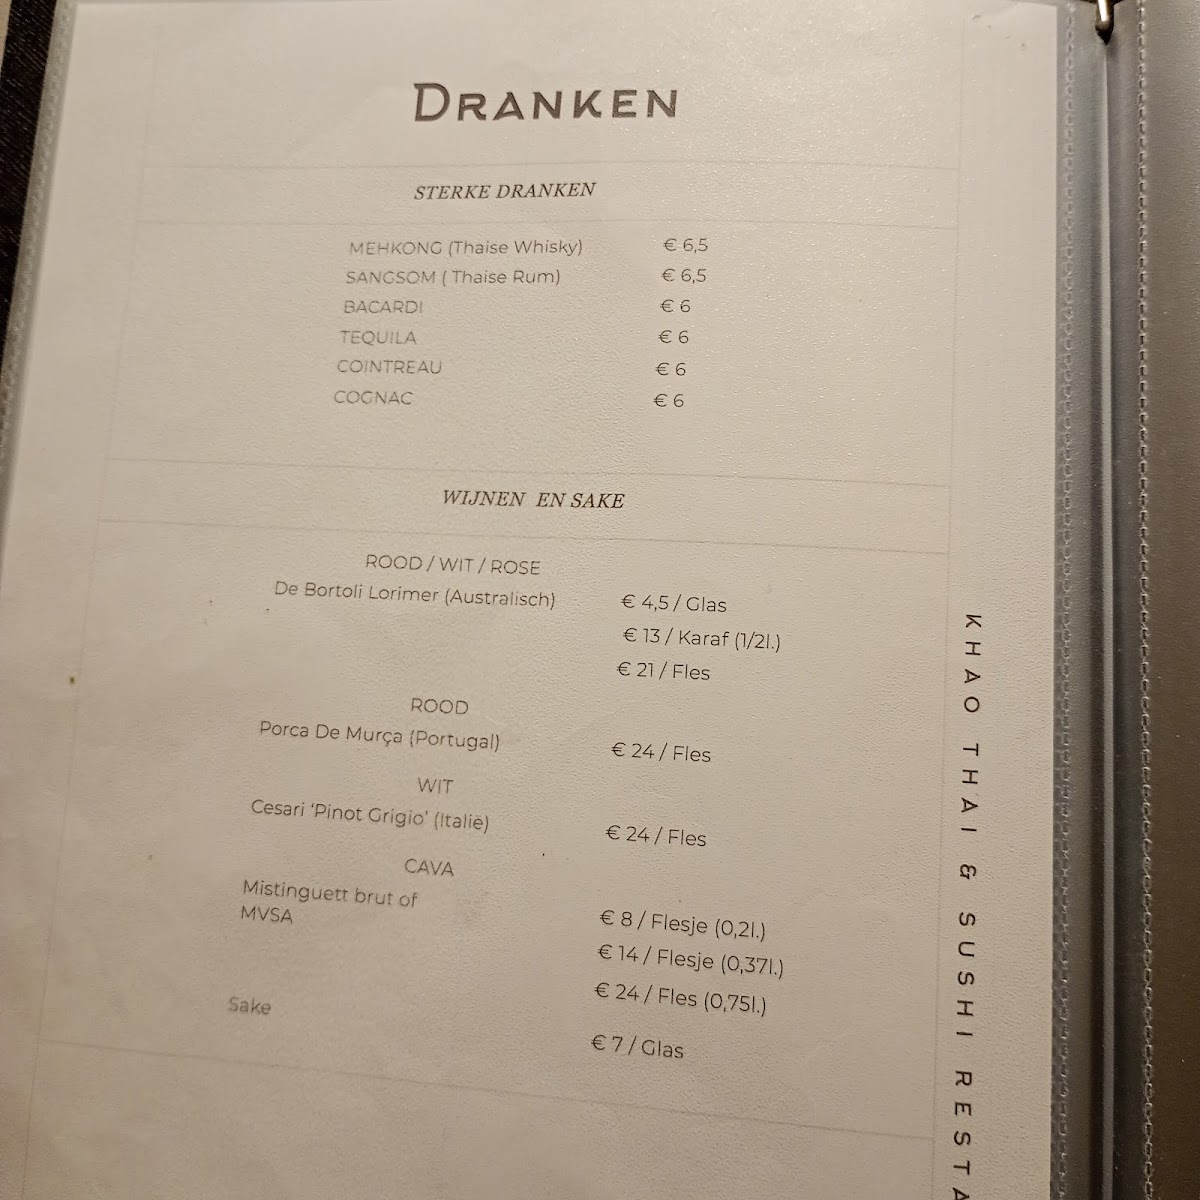 DRANKEN
STERKE DRANKEN
MEHKONG (Thaise Whisky) € 6,5
SANGSOM ( Thaise Rum) € 6,5
BACARDI € 6
TEQUILA € 6
COINTREAU € 6
COGNAC € 6
WIJNEN EN SAKE
ROOD / WIT / ROSE
De Bortoli Lorimer (Australisch) € 4,5 / Glas
€ 13 / Karaf (1/2l.)
€ 21 / Fles
ROOD
Porca De Murça (Portugal) € 24 / Fles
WIT
Cesari ‘Pinot Grigio’ (Italië) € 24 / Fles
CAVA
Mistinguett brut of
MVSA € 8 / Flesje (0,2l.)
€ 14 / Flesje (0,37l.)
€ 24 / Fles (0,75l.)
Sake € 7 / Glas
KHAO THAI & SUSHI RESTA